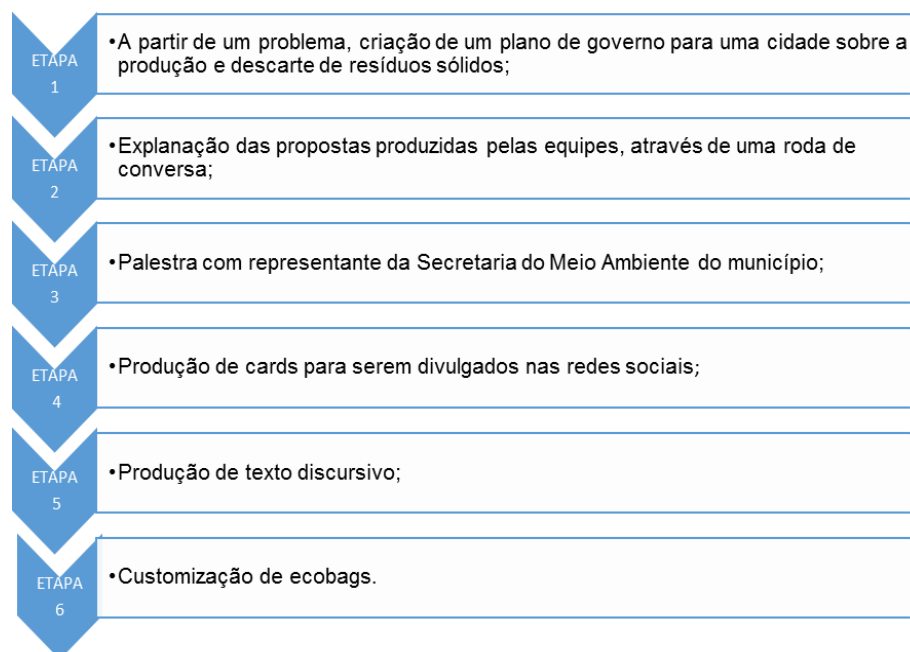 ETAPA
1
•A partir de um problema, criação de um plano de governo para uma cidade sobre a
produção e descarte de resíduos sólidos;
ETAPA
2
•Explanação das propostas produzidas pelas equipes, através de uma roda de
conversa;
ETAPA
3
•Palestra com representante da Secretaria do Meio Ambiente do município;
ETAPA
4
•Produção de cards para serem divulgados nas redes sociais;
ETAPA
5
•Produção de texto discursivo;
ETAPA
6
•Customização de ecobags.